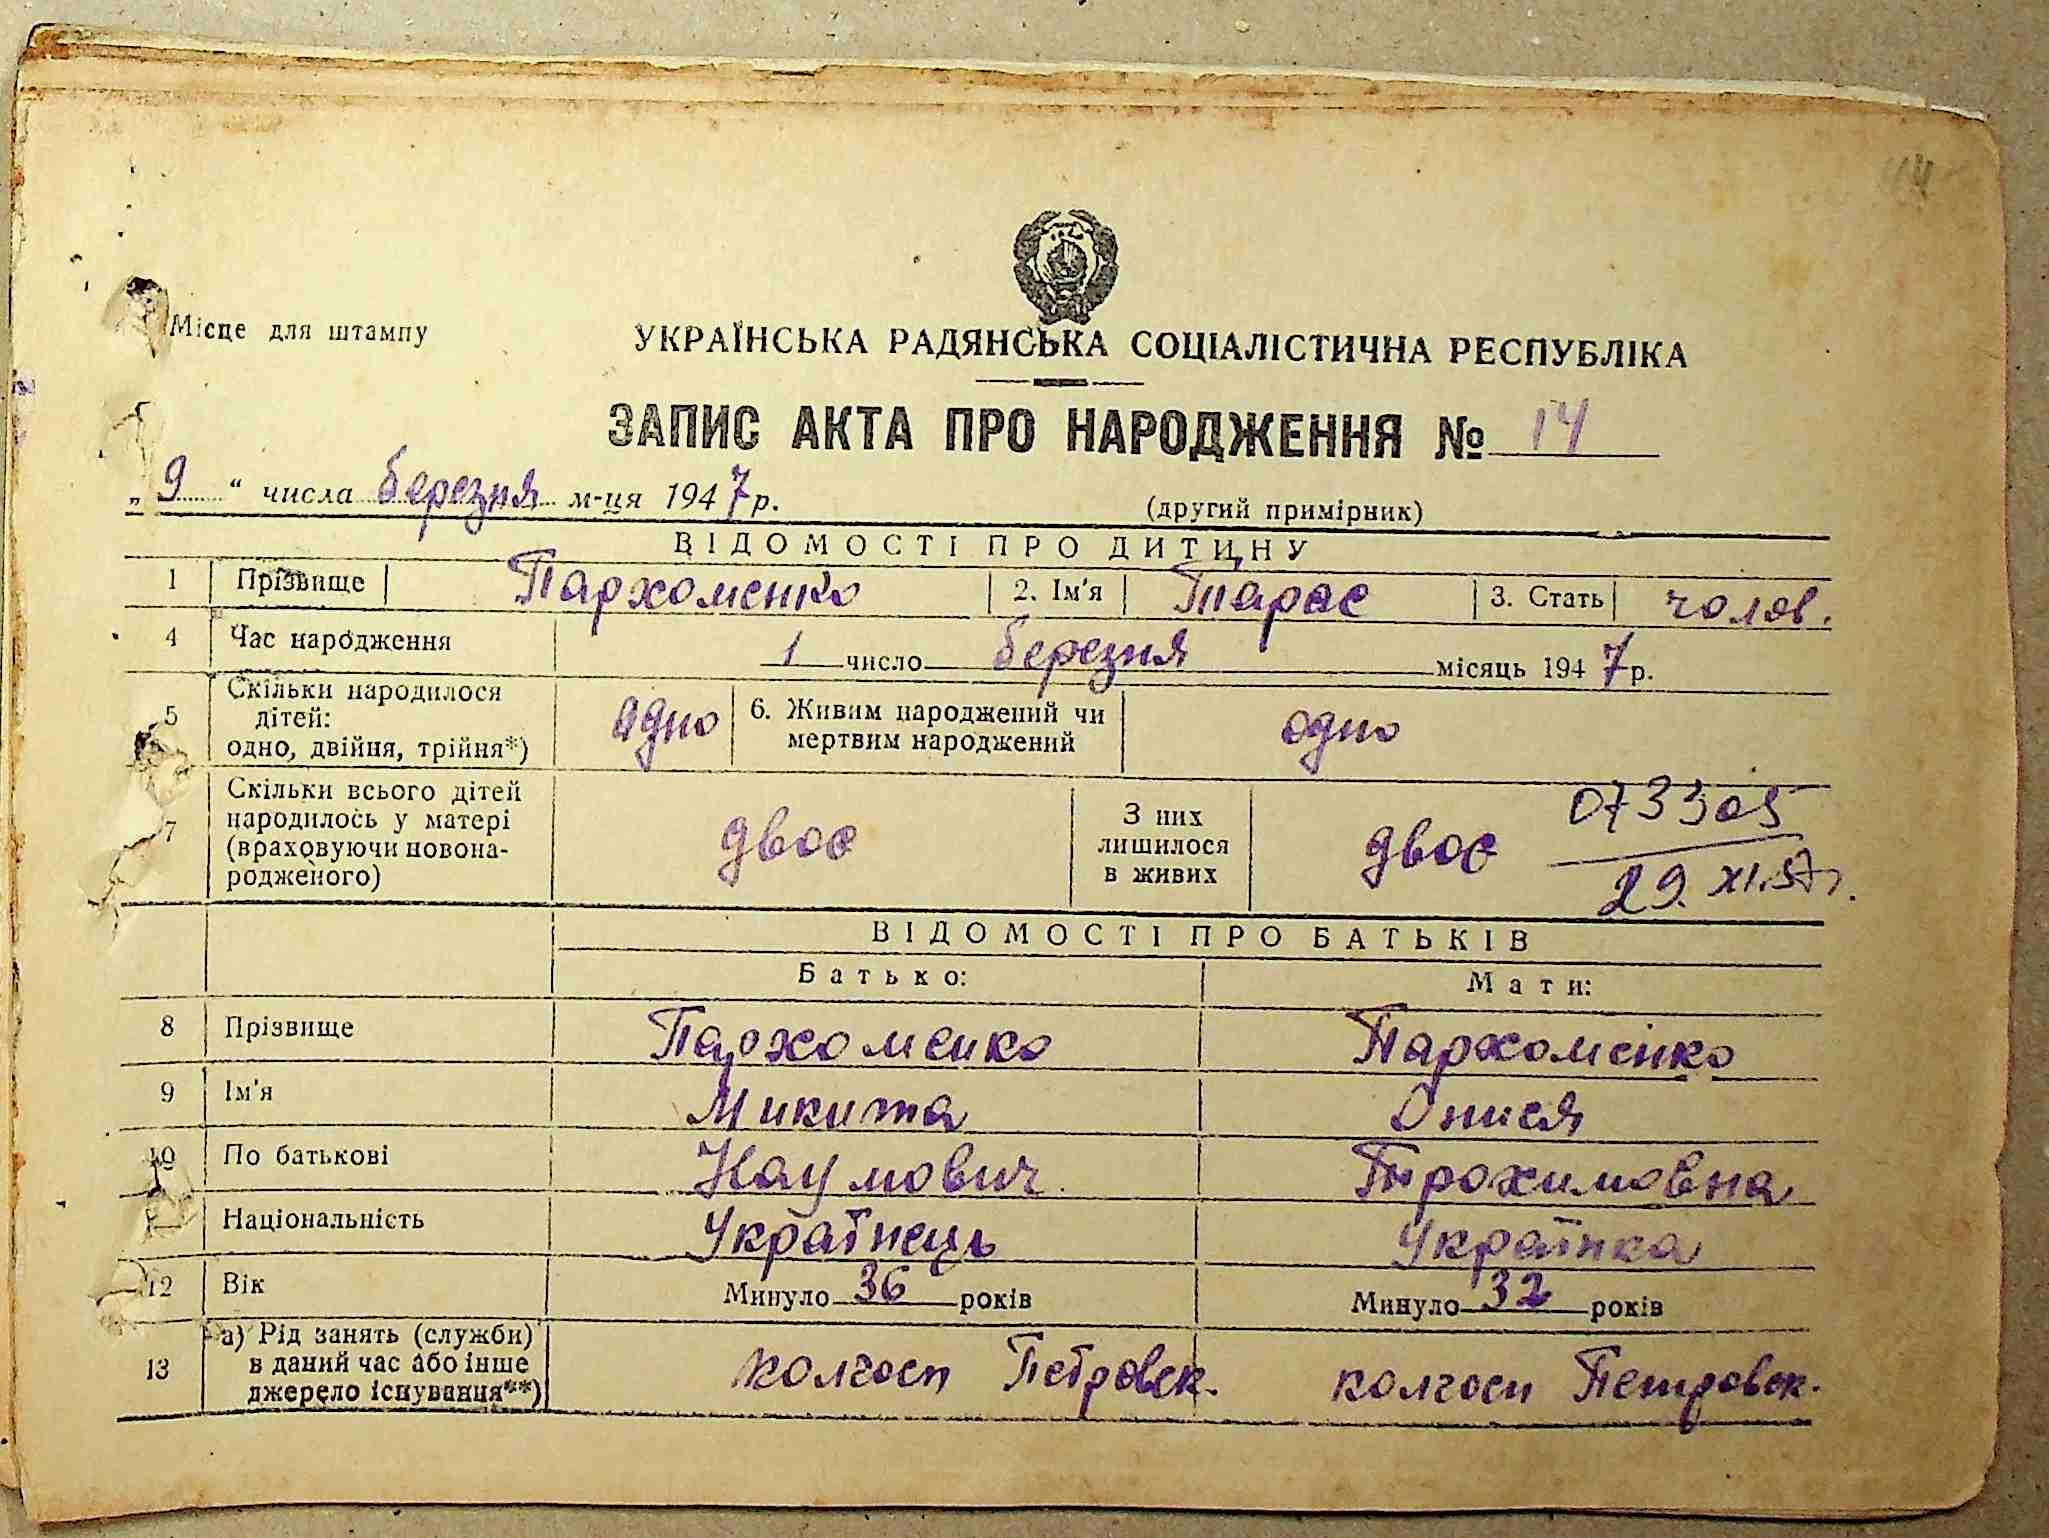 44
Місце для штампу
УКРАЇНСЬКА РАДЯНСЬКА СОЦІАЛІСТИЧНА РЕСПУБЛІКА
ЗАПИС АКТА ПРО НАРОДЖЕННЯ № 14
„ 9 “ числа березня м-ця 1947 р.
(другий примірник)
ВІДОМОСТІ ПРО ДИТИНУ
1 Прізвище Пархоменко 2. Ім'я Тарас 3. Стать чолов.
4 Час народження 1 число березня місяць 1947 р.
5 Скільки народилося дітей: одно, двійня, трійня*) одно 6. Живим народжений чи мертвим народжений одно
7 Скільки всього дітей народилось у матері (враховуючи новонародженого) двоє З них лишилося в живих двоє
073305
29.XI.57 г.
ВІДОМОСТІ ПРО БАТЬКІВ
Батько: Мати:
8 Прізвище Пархоменко Пархоменко
9 Ім'я Микита Онися
10 По батькові Наумович Трохимовна
Національність Українець Українка
12 Вік Минуло 36 років Минуло 32 років
13 а) Рід занять (служби) в даний час або інше джерело існування**) колгосп Петровск. колгосп Петровск.